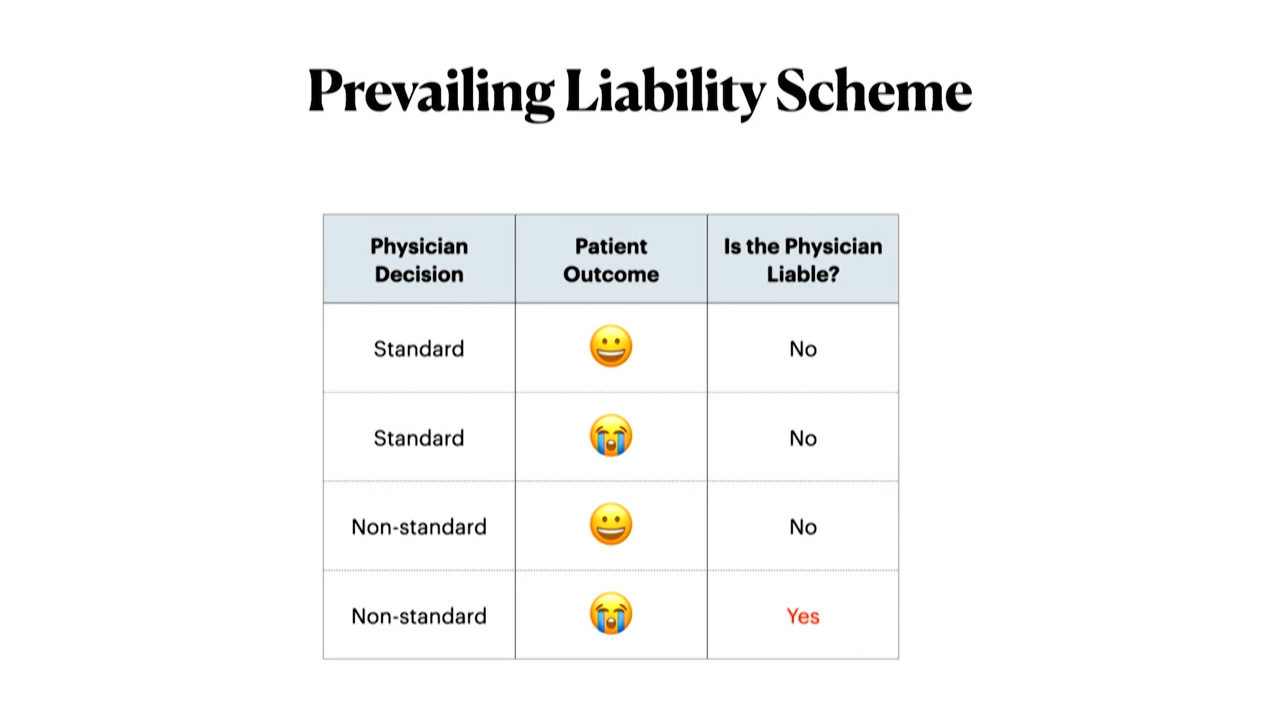 Prevailing Liability Scheme
Physician Decision
Patient Outcome
Is the Physician Liable?
Standard
No
Standard
No
Non-standard
No
Non-standard
Yes